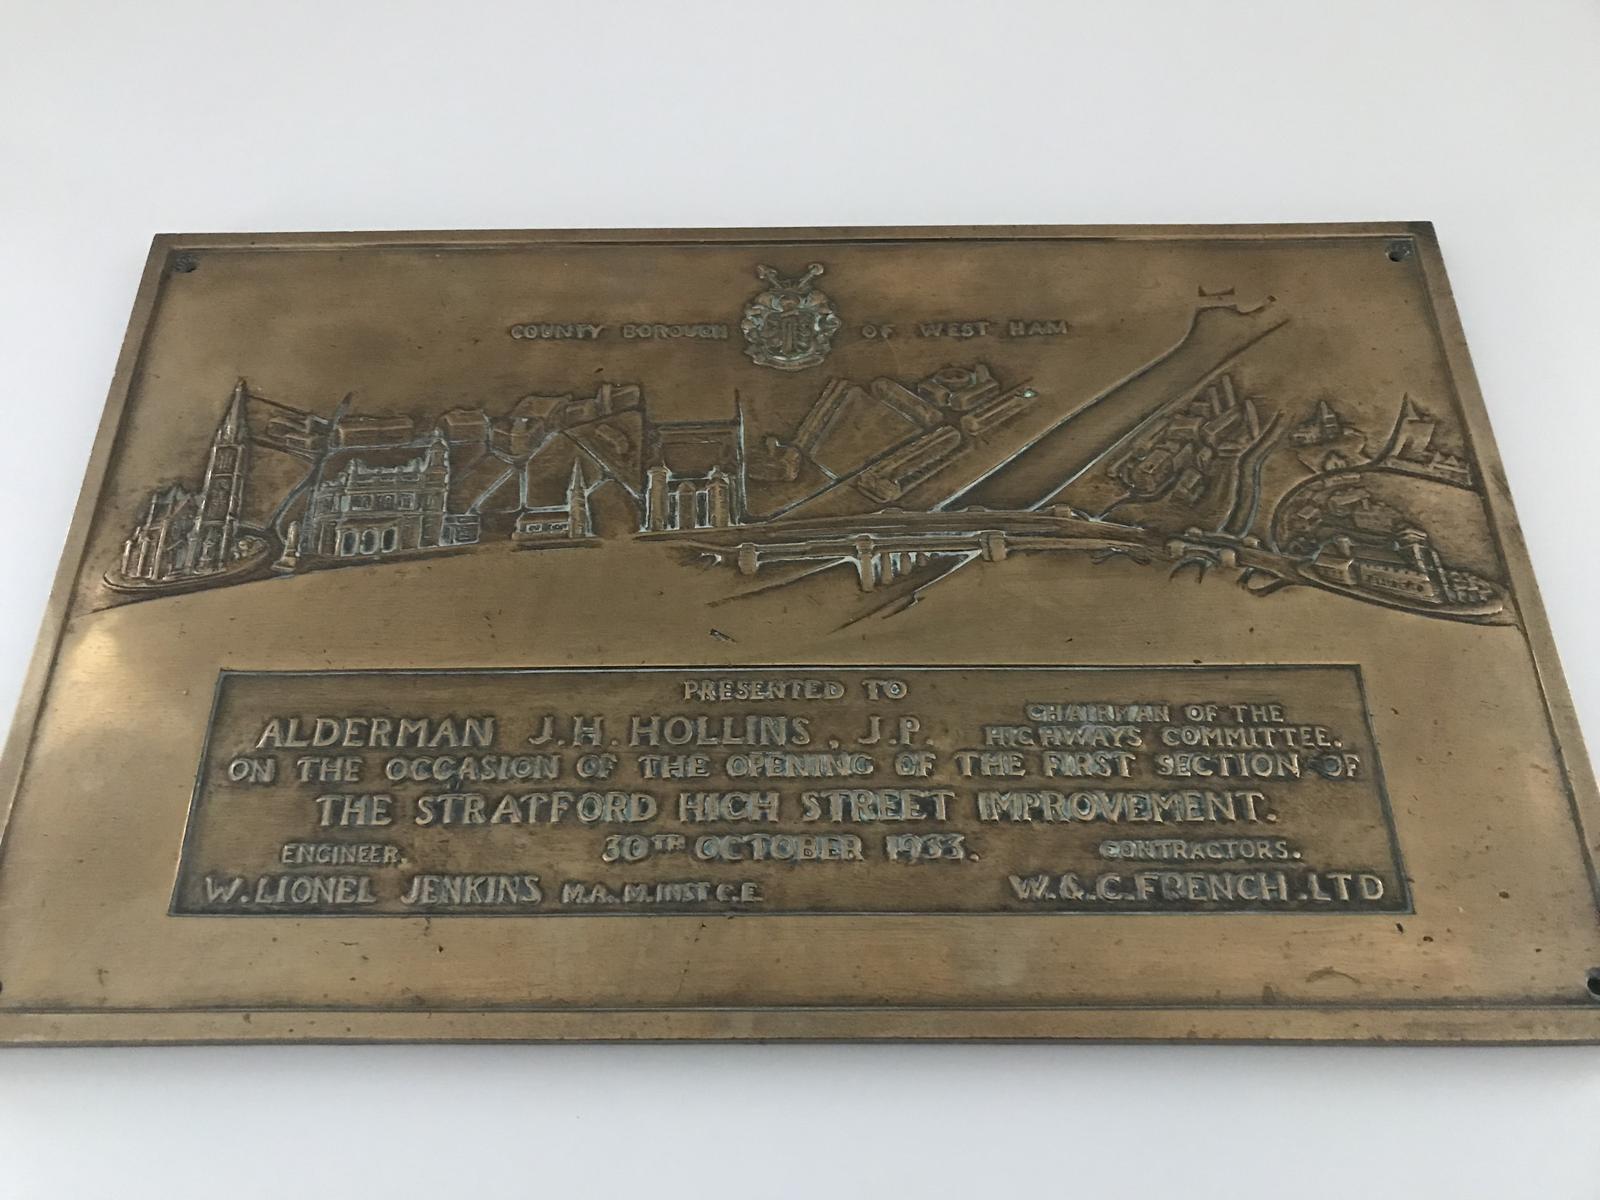 COUNTY BOROUGH OF WEST HAM
PRESENTED TO
ALDERMAN J.H. HOLLINS, J.P. CHAIRMAN OF THE HIGHWAYS COMMITTEE.
ON THE OCCASION OF THE OPENING OF THE FIRST SECTION OF
THE STRATFORD HIGH STREET IMPROVEMENT.
30TH OCTOBER 1933.
ENGINEER. CONTRACTORS.
W. LIONEL JENKINS M.A. M.INST C.E. W. & C. FRENCH. LTD